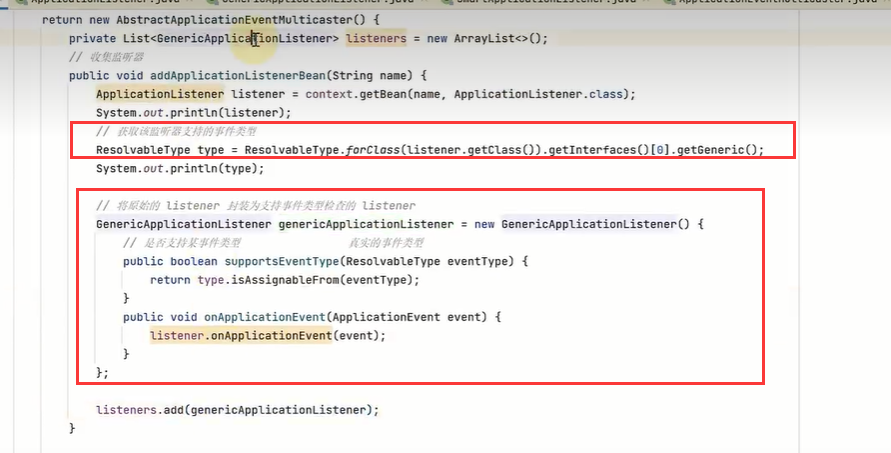 return new AbstractApplicationEventMulticaster() {
private List<GenericApplicationListener> listeners = new ArrayList<>();
// 收集监听器
public void addApplicationListenerBean(String name) {
ApplicationListener listener = context.getBean(name, ApplicationListener.class);
System.out.println(listener);
// 获取该监听器支持的事件类型
ResolvableType type = ResolvableType.forClass(listener.getClass()).getInterfaces()[0].getGeneric();
System.out.println(type);
// 将原始的 listener 封装为支持事件类型检查的 listener
GenericApplicationListener genericApplicationListener = new GenericApplicationListener() {
// 是否支持某事件类型 真实的事件类型
public boolean supportsEventType(ResolvableType eventType) {
return type.isAssignableFrom(eventType);
}
public void onApplicationEvent(ApplicationEvent event) {
listener.onApplicationEvent(event);
}
};
listeners.add(genericApplicationListener);
}